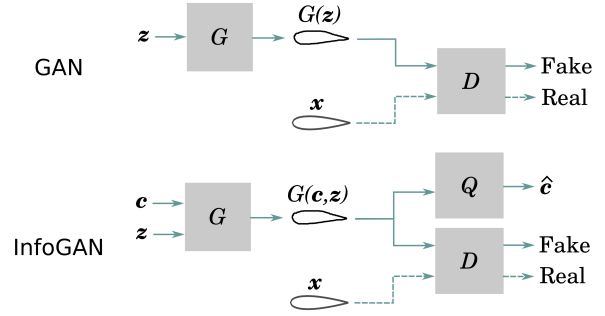 GAN
z
G
G(z)
x
D
Fake
Real
InfoGAN
c
z
G
G(c,z)
x
Q
ĉ
D
Fake
Real